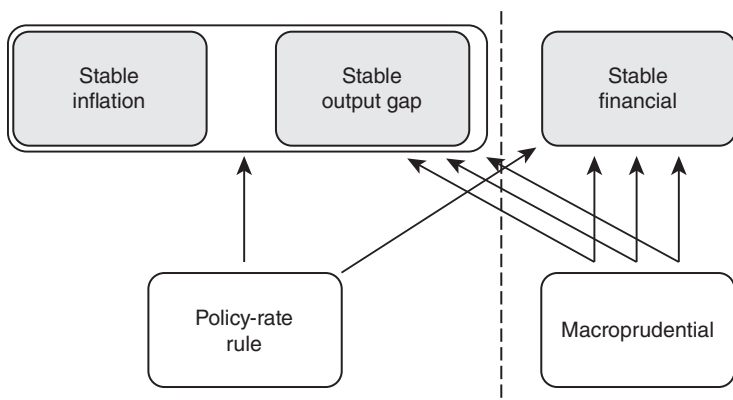 Stable
inflation
Stable
output gap
Stable
financial
Policy-rate
rule
Macroprudential